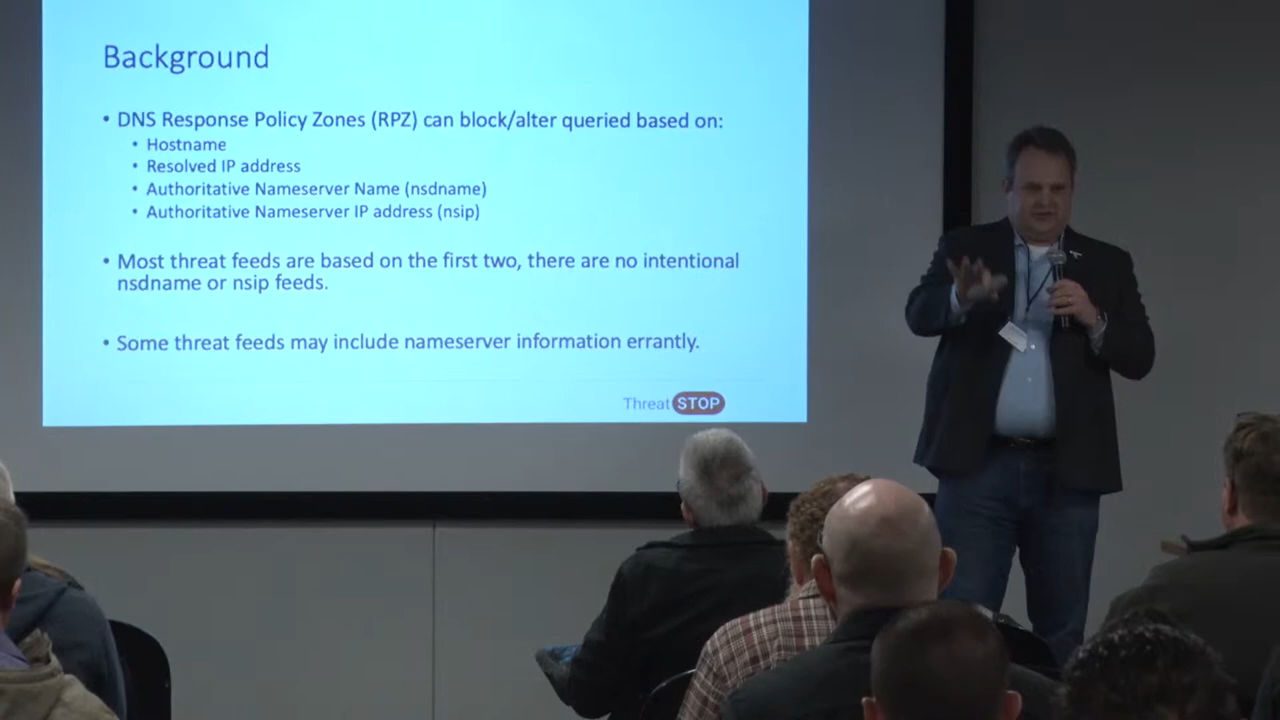 Background
• DNS Response Policy Zones (RPZ) can block/alter queried based on:
• Hostname
• Resolved IP address
• Authoritative Nameserver Name (nsdname)
• Authoritative Nameserver IP address (nsip)
• Most threat feeds are based on the first two, there are no intentional
nsdname or nsip feeds.
• Some threat feeds may include nameserver information errantly.
Threat STOP